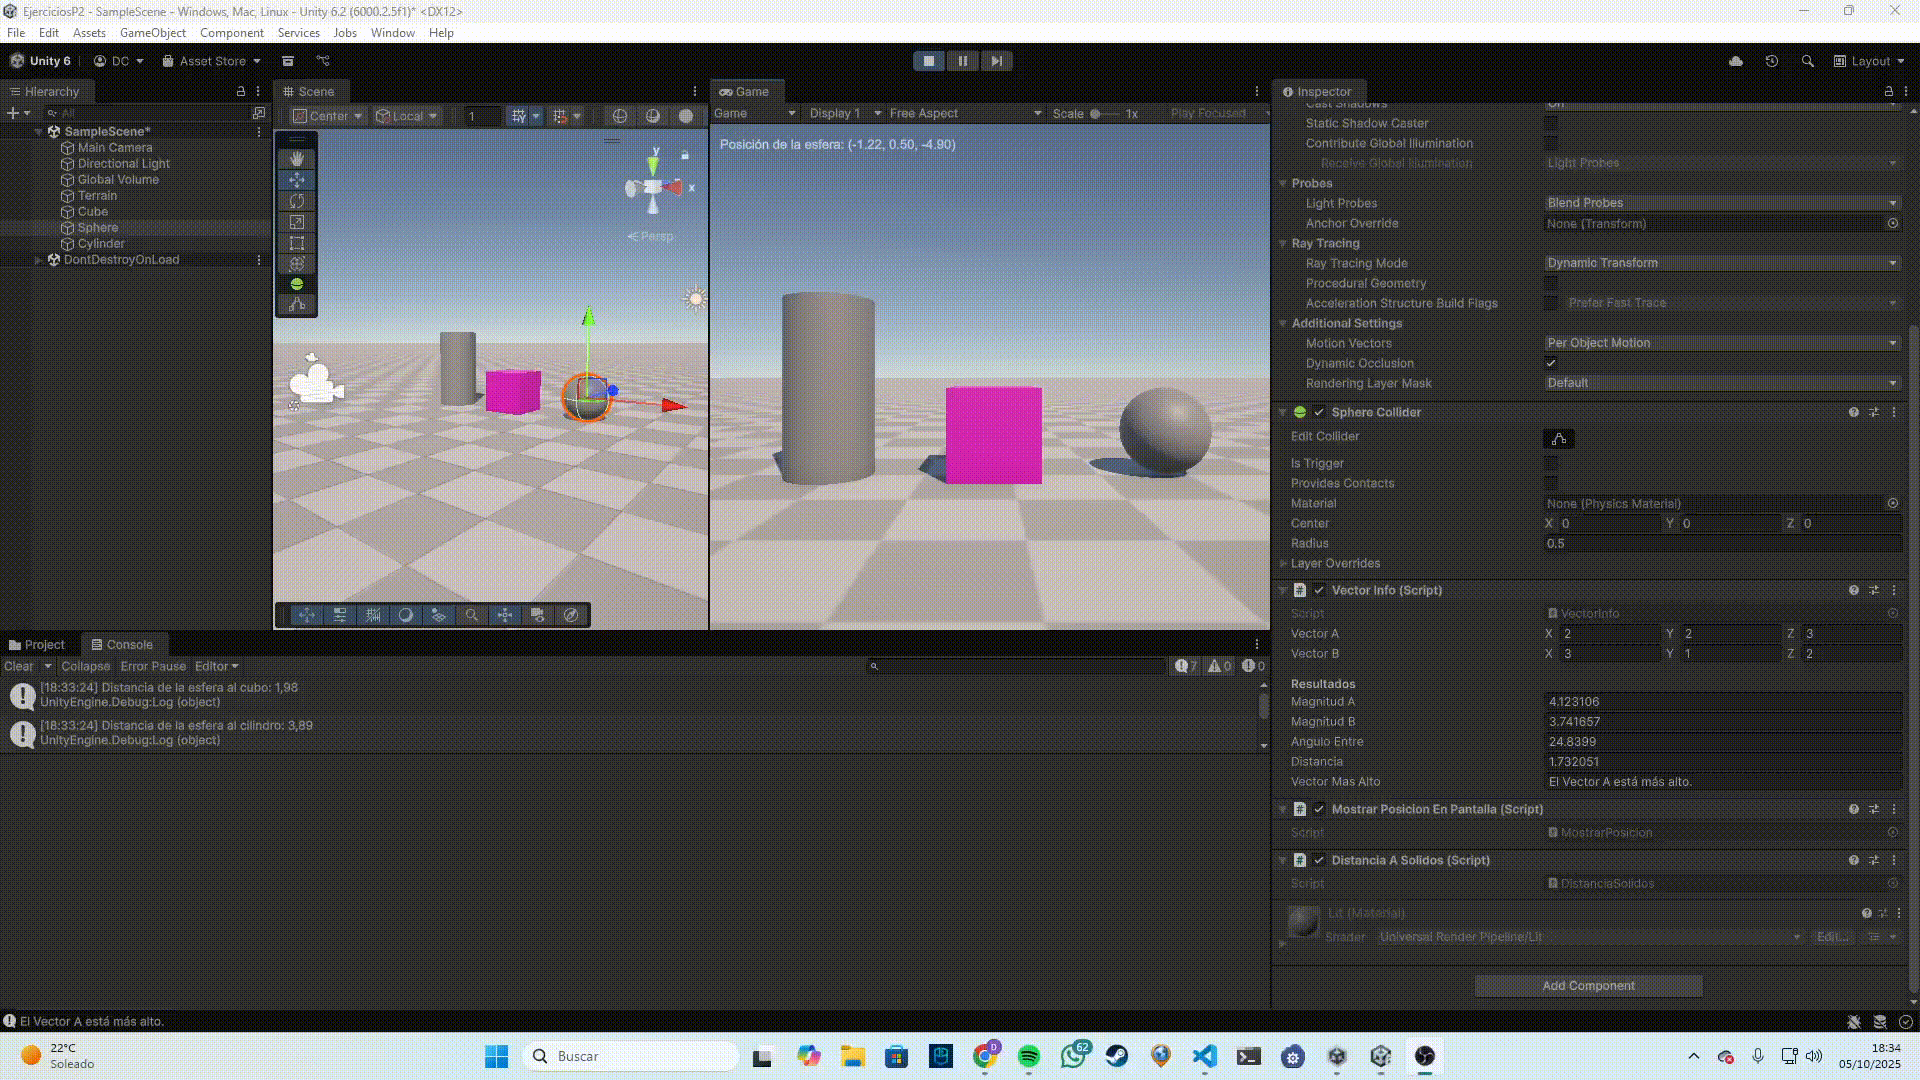 EjerciciosP2 - SampleScene - Windows, Mac, Linux - Unity 6.2 (6000.2.5f1)* <DX12>
File Edit Assets GameObject Component Services Jobs Window Help
Unity 6 DC Asset Store Layout
Hierarchy
All
SampleScene*
Main Camera
Directional Light
Global Volume
Terrain
Cube
Sphere
Cylinder
DontDestroyOnLoad
Scene
Center Local 1
y
x
Persp
Game
Game Display 1 Free Aspect Scale 1x Play Focused
Posición de la esfera: (-1.22, 0.50, -4.90)
Inspector
Cast Shadows On
Static Shadow Caster
Contribute Global Illumination
Receive Global Illumination Light Probes
Probes
Light Probes Blend Probes
Anchor Override None (Transform)
Ray Tracing
Ray Tracing Mode Dynamic Transform
Procedural Geometry
Acceleration Structure Build Flags Prefer Fast Trace
Additional Settings
Motion Vectors Per Object Motion
Dynamic Occlusion
Rendering Layer Mask Default
Sphere Collider
Edit Collider
Is Trigger
Provides Contacts
Material None (Physics Material)
Center X 0 Y 0 Z 0
Radius 0.5
Layer Overrides
Vector Info (Script)
Script VectorInfo
Vector A X 2 Y 2 Z 3
Vector B X 3 Y 1 Z 2
Resultados
Magnitud A 4.123106
Magnitud B 3.741657
Angulo Entre 24.8399
Distancia 1.732051
Vector Mas Alto El Vector A está más alto.
Mostrar Posicion En Pantalla (Script)
Script MostrarPosicion
Distancia A Solidos (Script)
Script DistanciaSolidos
Lit (Material)
Shader Universal Render Pipeline/Lit Edit...
Add Component
Project Console
Clear Collapse Error Pause Editor 7 0 0
[18:33:24] Distancia de la esfera al cubo: 1,98
UnityEngine.Debug:Log (object)
[18:33:24] Distancia de la esfera al cilindro: 3,89
UnityEngine.Debug:Log (object)
El Vector A está más alto.
22°C
Soleado
Buscar
D
62
18:34
05/10/2025